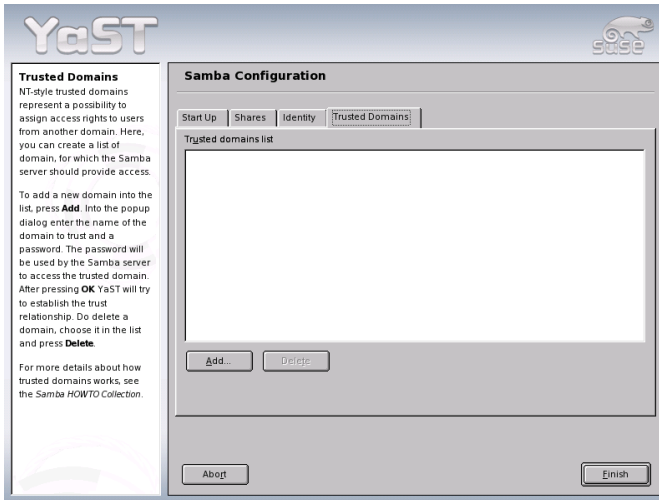 YaST
SUSE
Trusted Domains
NT-style trusted domains
represent a possibility to
assign access rights to users
from another domain. Here,
you can create a list of
domain, for which the Samba
server should provide access.
To add a new domain into the
list, press Add. Into the popup
dialog enter the name of the
domain to trust and a
password. The password will
be used by the Samba server
to access the trusted domain.
After pressing OK YaST will try
to establish the trust
relationship. Do delete a
domain, choose it in the list
and press Delete.
For more details about how
trusted domains works, see
the Samba HOWTO Collection.
Samba Configuration
Start Up Shares Identity Trusted Domains
Trusted domains list
Add... Delete
Abort Finish